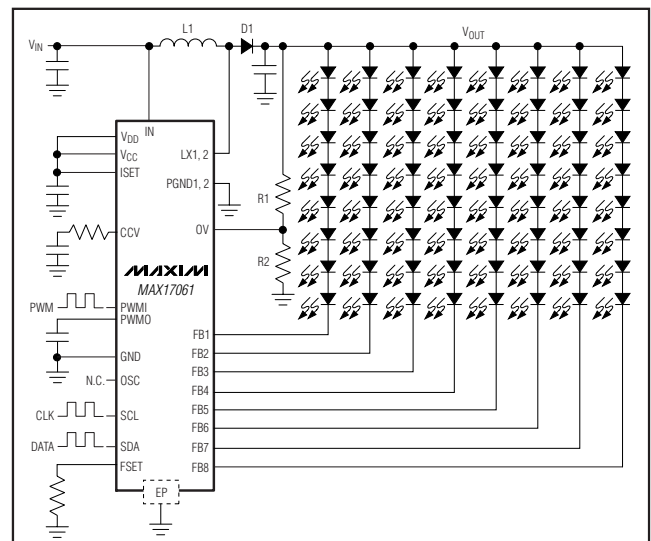 L1
D1
VIN
VOUT
IN
VDD
VCC
ISET
LX1, 2
PGND1, 2
R1
CCV
OV
R2
MAXIM
MAX17061
PWM
PWMI
PWMO
FB1
GND
FB2
FB3
N.C.
OSC
FB4
CLK
SCL
FB5
FB6
DATA
SDA
FB7
FSET
FB8
EP